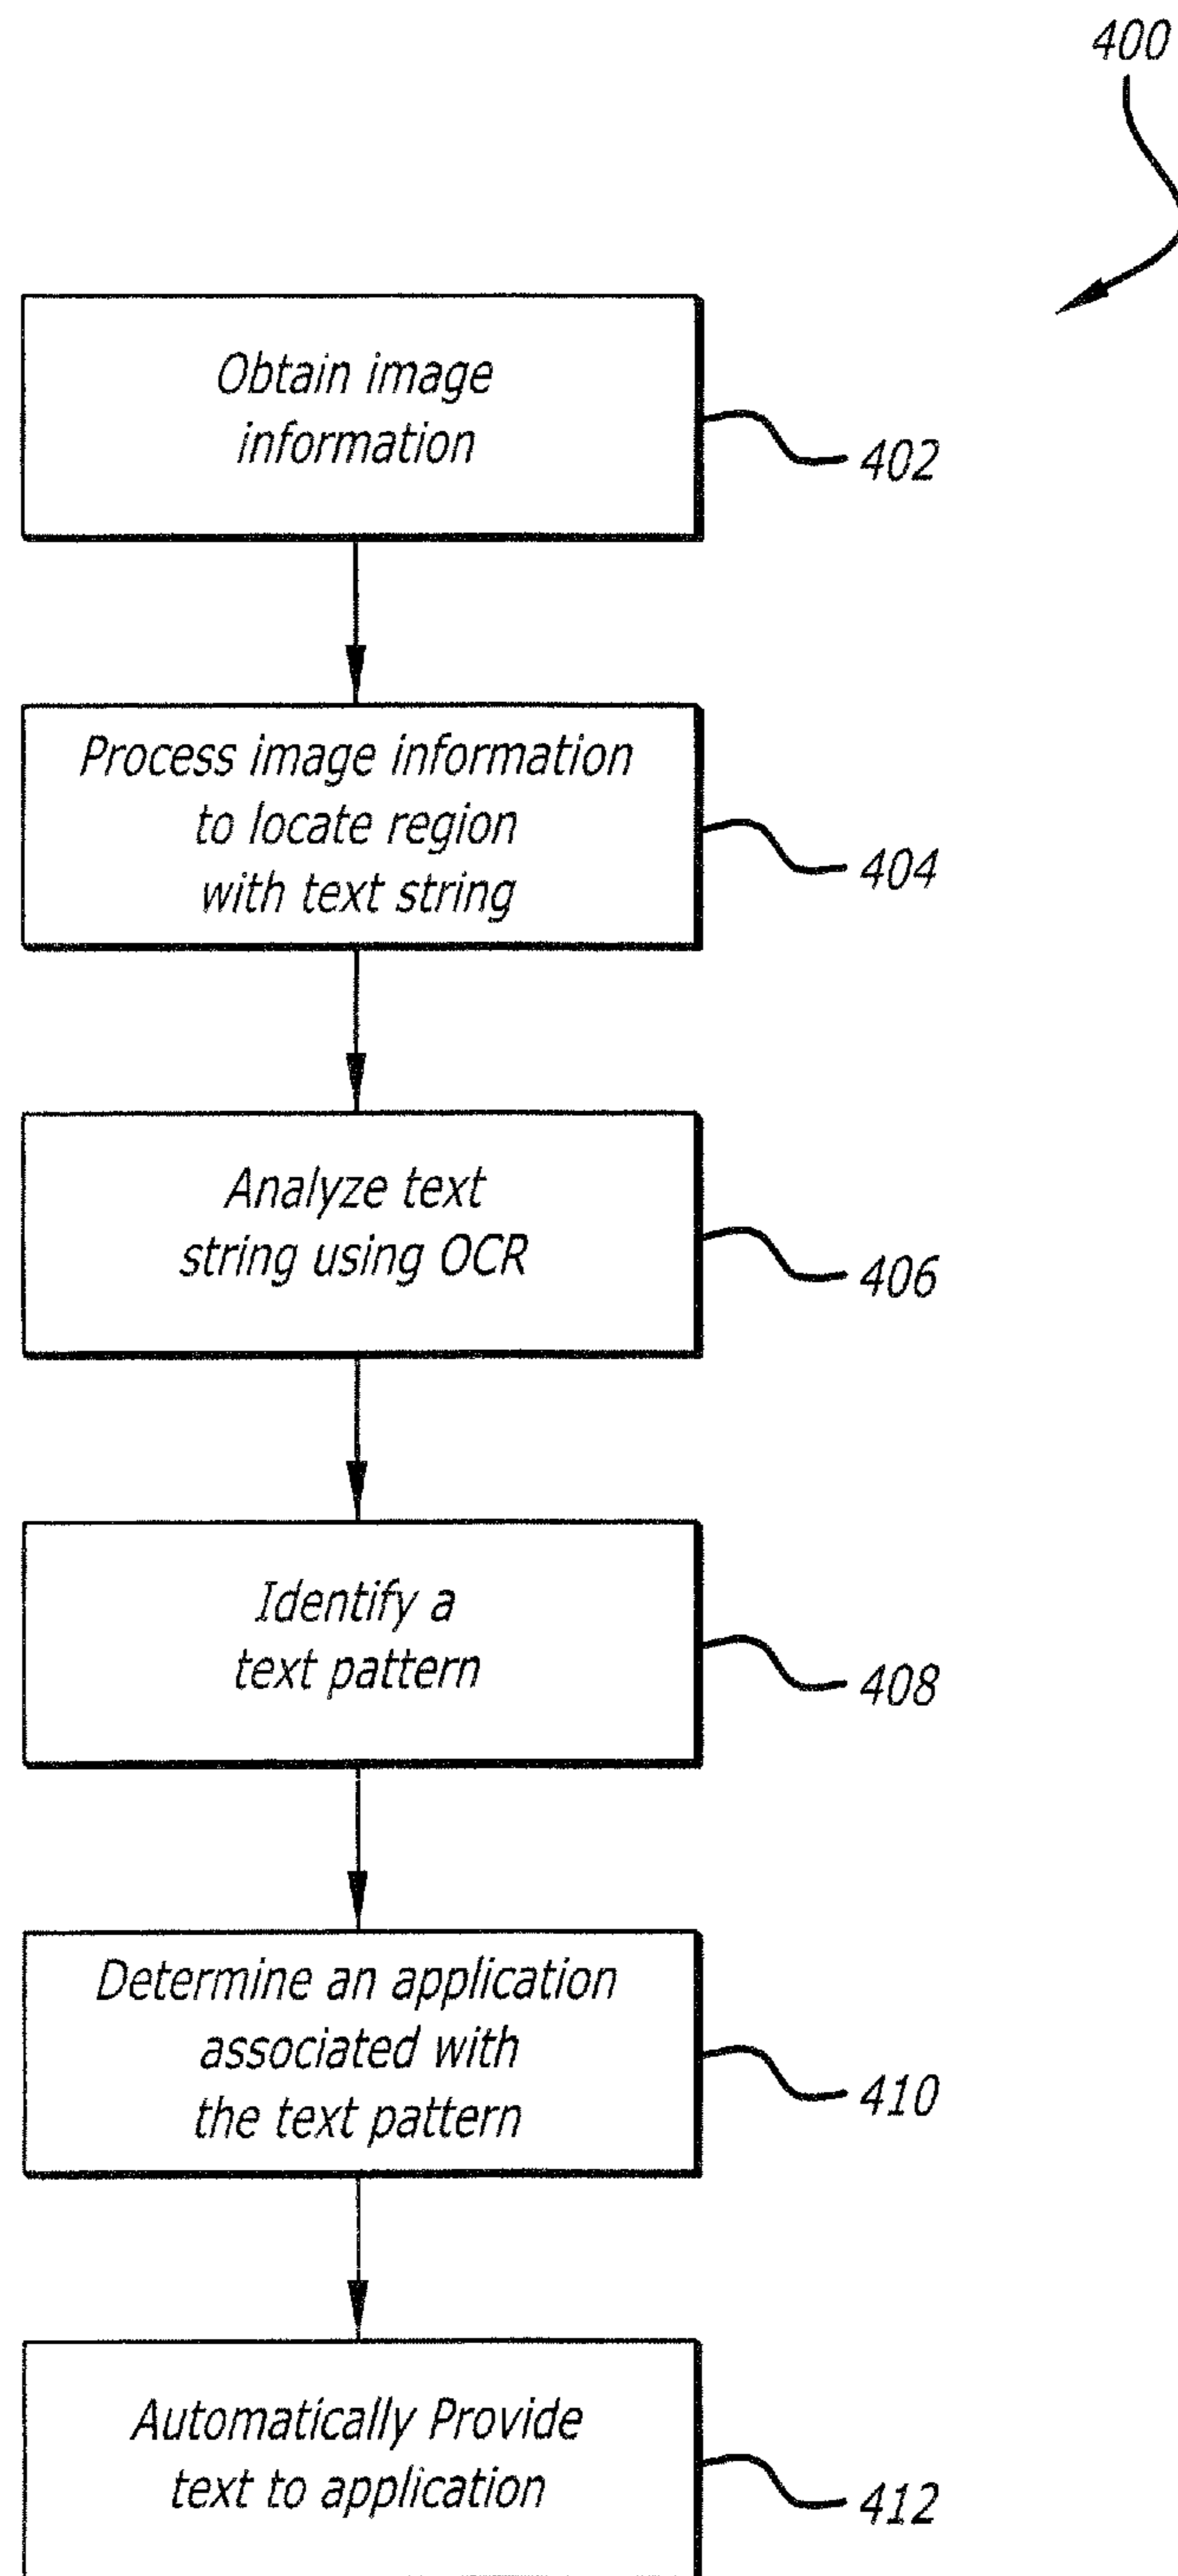 400
Obtain image
information
402
Process image information
to locate region
with text string
404
Analyze text
string using OCR
406
Identify a
text pattern
408
Determine an application
associated with
the text pattern
410
Automatically Provide
text to application
412